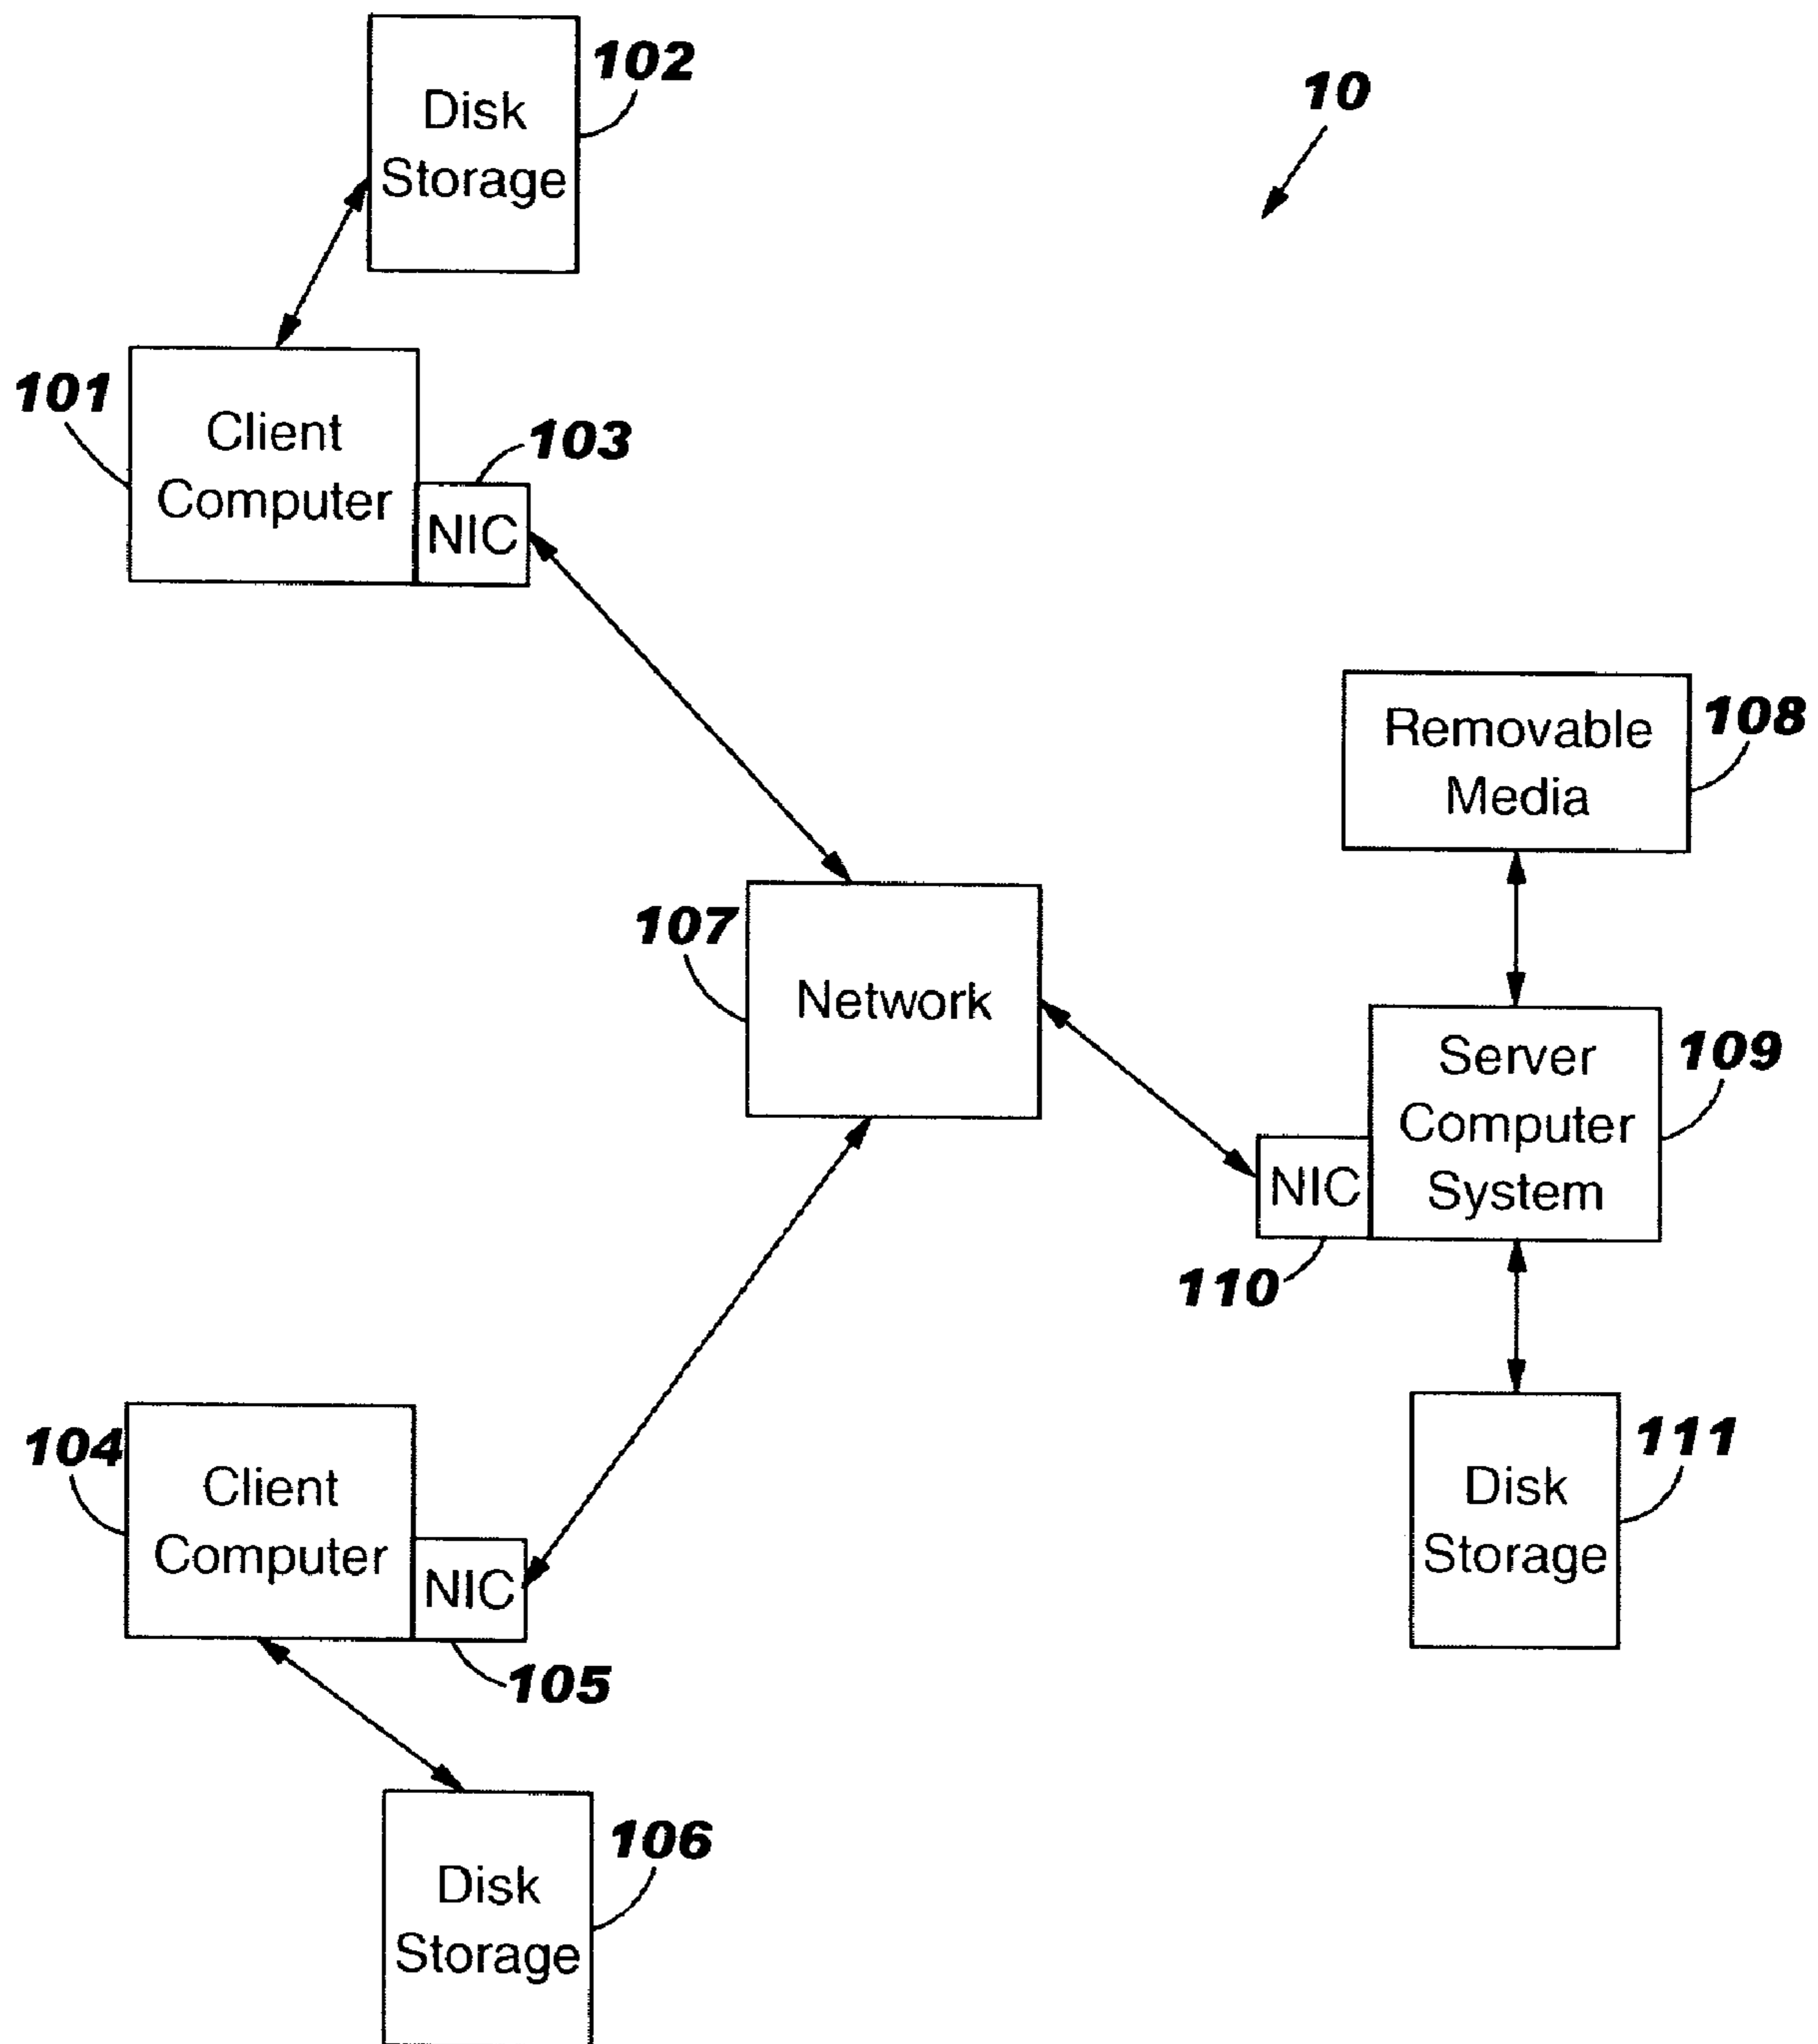 102
Disk
Storage
10
101
Client
Computer
103
NIC
108
Removable
Media
107
Network
109
Server
Computer
System
NIC
110
104
Client
Computer
NIC
105
111
Disk
Storage
106
Disk
Storage